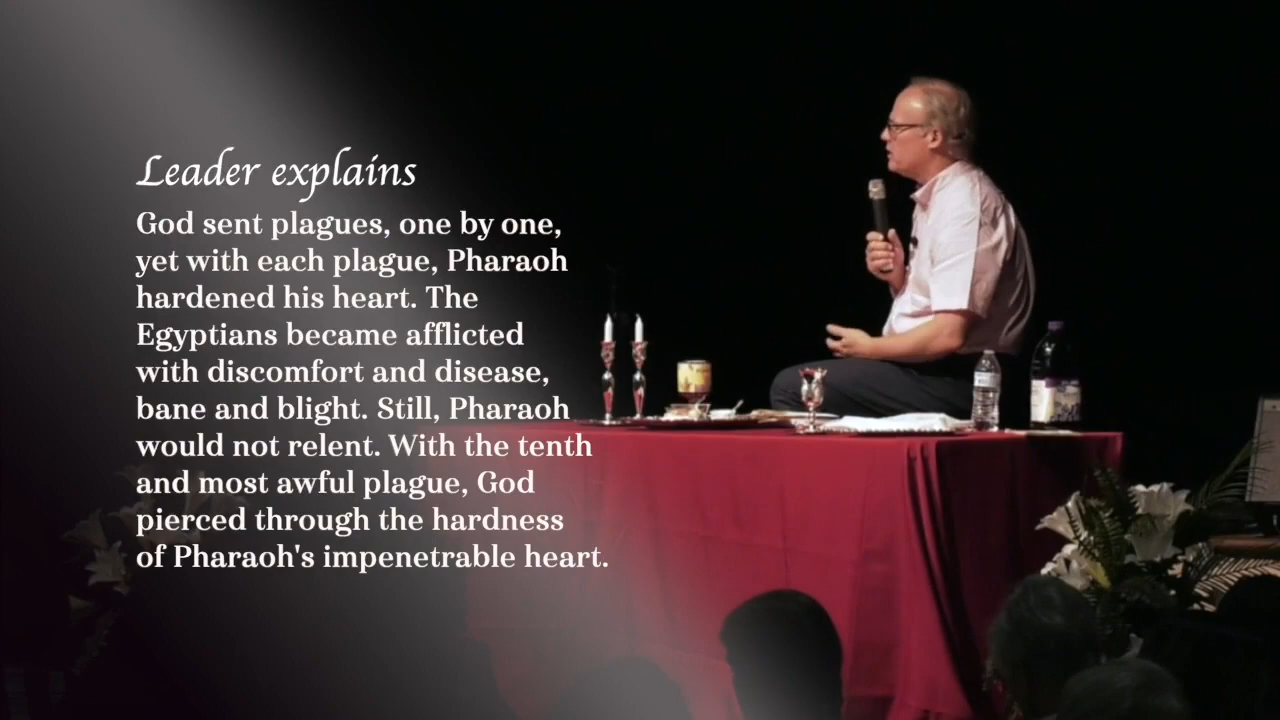 Leader explains
God sent plagues, one by one,
yet with each plague, Pharaoh
hardened his heart. The
Egyptians became afflicted
with discomfort and disease,
bane and blight. Still, Pharaoh
would not relent. With the tenth
and most awful plague, God
pierced through the hardness
of Pharaoh's impenetrable heart.